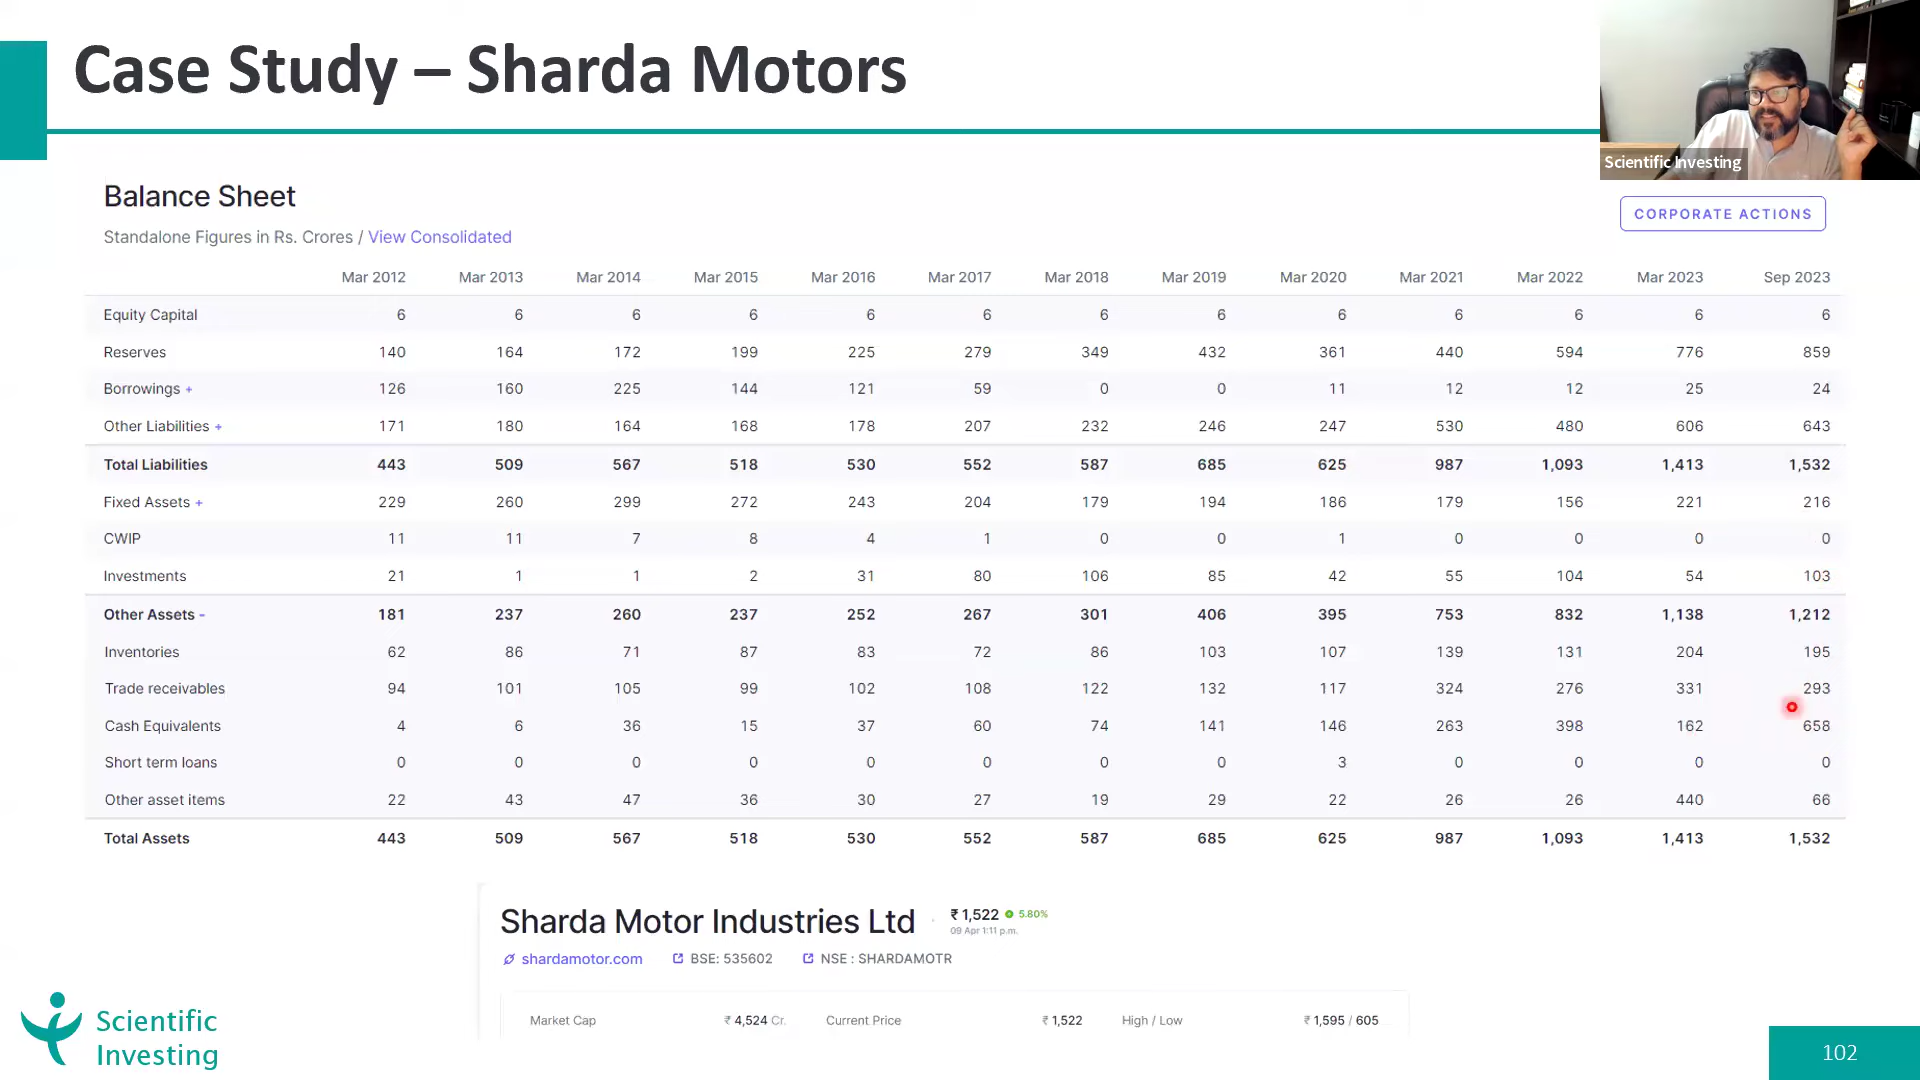 Case Study – Sharda Motors
Scientific Investing
Balance Sheet
CORPORATE ACTIONS
Standalone Figures in Rs. Crores / View Consolidated
Mar 2012 Mar 2013 Mar 2014 Mar 2015 Mar 2016 Mar 2017 Mar 2018 Mar 2019 Mar 2020 Mar 2021 Mar 2022 Mar 2023 Sep 2023
Equity Capital 6 6 6 6 6 6 6 6 6 6 6 6 6
Reserves 140 164 172 199 225 279 349 432 361 440 594 776 859
Borrowings + 126 160 225 144 121 59 0 0 11 12 12 25 24
Other Liabilities + 171 180 164 168 178 207 232 246 247 530 480 606 643
Total Liabilities 443 509 567 518 530 552 587 685 625 987 1,093 1,413 1,532
Fixed Assets + 229 260 299 272 243 204 179 194 186 179 156 221 216
CWIP 11 11 7 8 4 1 0 0 1 0 0 0 0
Investments 21 1 1 2 31 80 106 85 42 55 104 54 103
Other Assets - 181 237 260 237 252 267 301 406 395 753 832 1,138 1,212
Inventories 62 86 71 87 83 72 86 103 107 139 131 204 195
Trade receivables 94 101 105 99 102 108 122 132 117 324 276 331 293
Cash Equivalents 4 6 36 15 37 60 74 141 146 263 398 162 658
Short term loans 0 0 0 0 0 0 0 0 3 0 0 0 0
Other asset items 22 43 47 36 30 27 19 29 22 26 26 440 66
Total Assets 443 509 567 518 530 552 587 685 625 987 1,093 1,413 1,532
Sharda Motor Industries Ltd ₹ 1,522 5.80%
09 Apr 1:11 p.m.
shardamotor.com BSE: 535602 NSE : SHARDAMOTR
Market Cap ₹ 4,524 Cr. Current Price ₹ 1,522 High / Low ₹ 1,595 / 605
Scientific
Investing
102